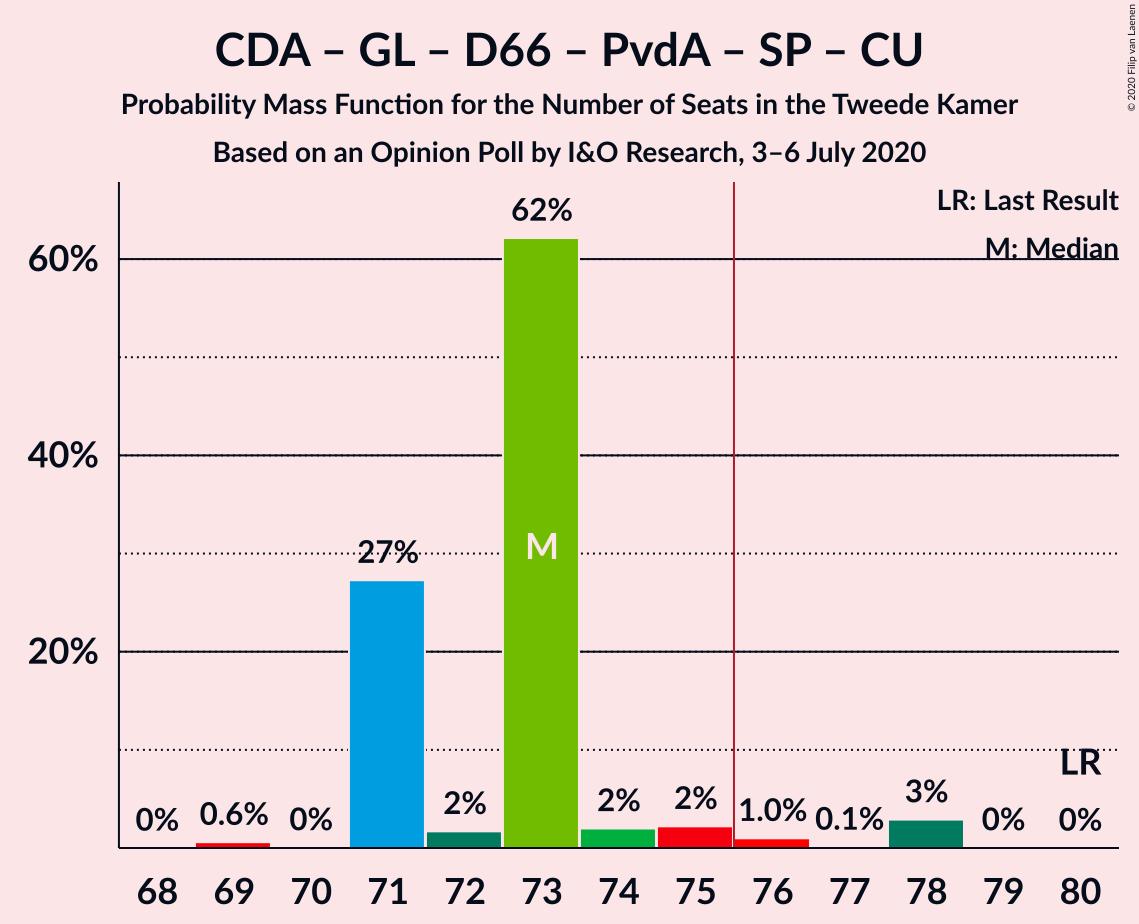 CDA – GL – D66 – PvdA – SP – CU
Probability Mass Function for the Number of Seats in the Tweede Kamer
Based on an Opinion Poll by I&O Research, 3–6 July 2020
© 2020 Filip van Laenen
LR: Last Result
M: Median
60%
40%
20%
0% 0.6% 0% 27% 2% 62% 2% 2% 1.0% 0.1% 3% 0% 0%
M
LR
68 69 70 71 72 73 74 75 76 77 78 79 80